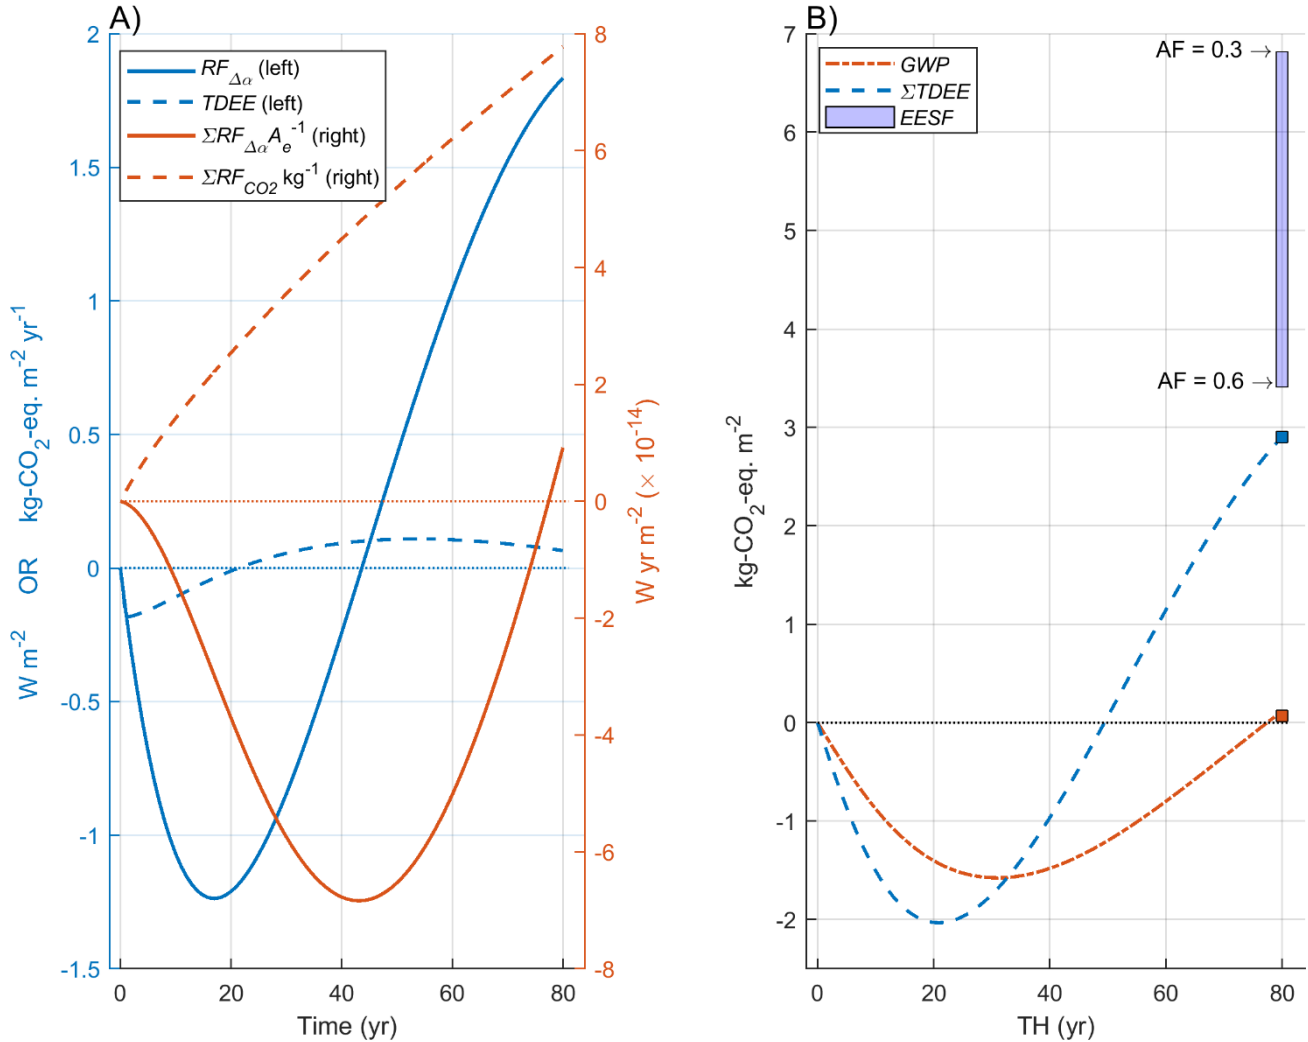 A)
2
1.5
1
0.5
0
-0.5
-1
-1.5
W m⁻² OR kg-CO₂-eq. m⁻² yr⁻¹
RF_Δα (left)
TDEE (left)
ΣRF_Δα A_e⁻¹ (right)
ΣRF_CO2 kg⁻¹ (right)
8
6
4
2
0
-2
-4
-6
-8
W yr m⁻² (× 10⁻¹⁴)
0 20 40 60 80
Time (yr)
B)
7
6
5
4
3
2
1
0
-1
-2
kg-CO₂-eq. m⁻²
GWP
ΣTDEE
EESF
AF = 0.3 →
AF = 0.6 →
0 20 40 60 80
TH (yr)